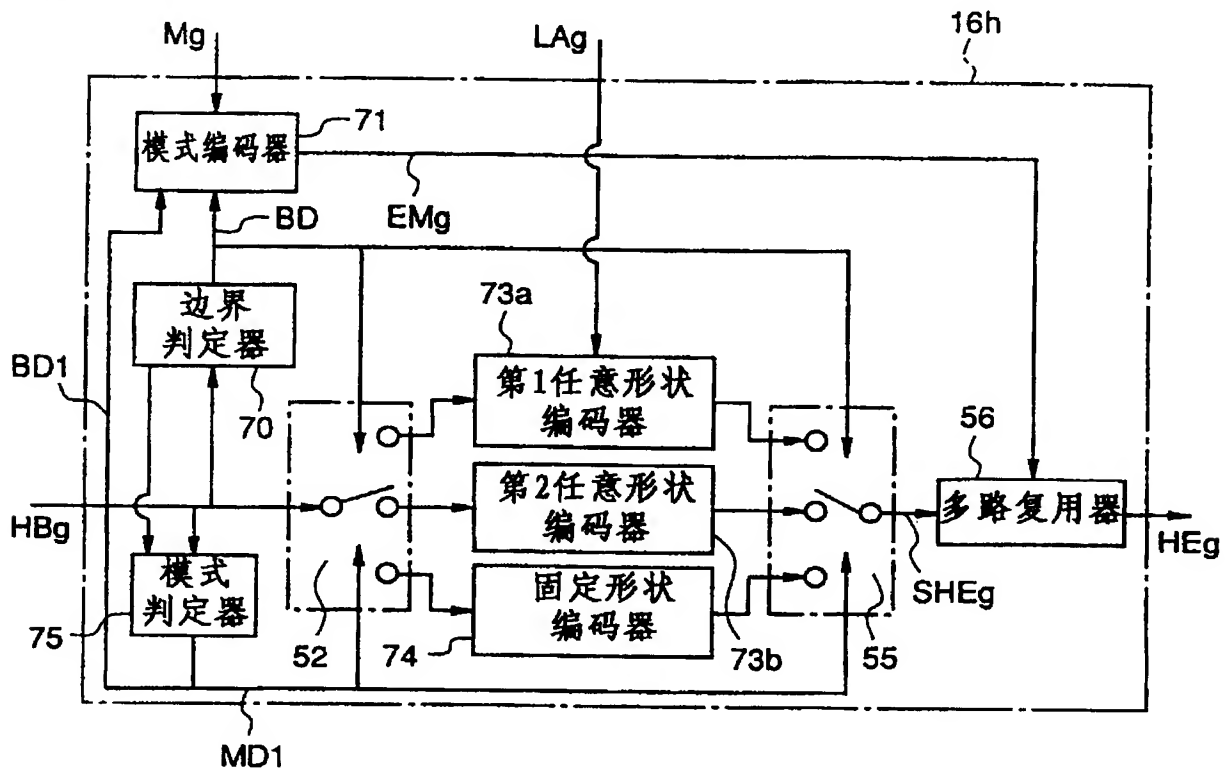 Mg
LAg
16h
71
模式编码器
EMg
BD
边界
判定器
70
BD1
73a
第1任意形状
编码器
56
HBg
第2任意形状
编码器
多路复用器
HEg
模式
判定器
75
52
固定形状
编码器
74
73b
55
SHEg
MD1